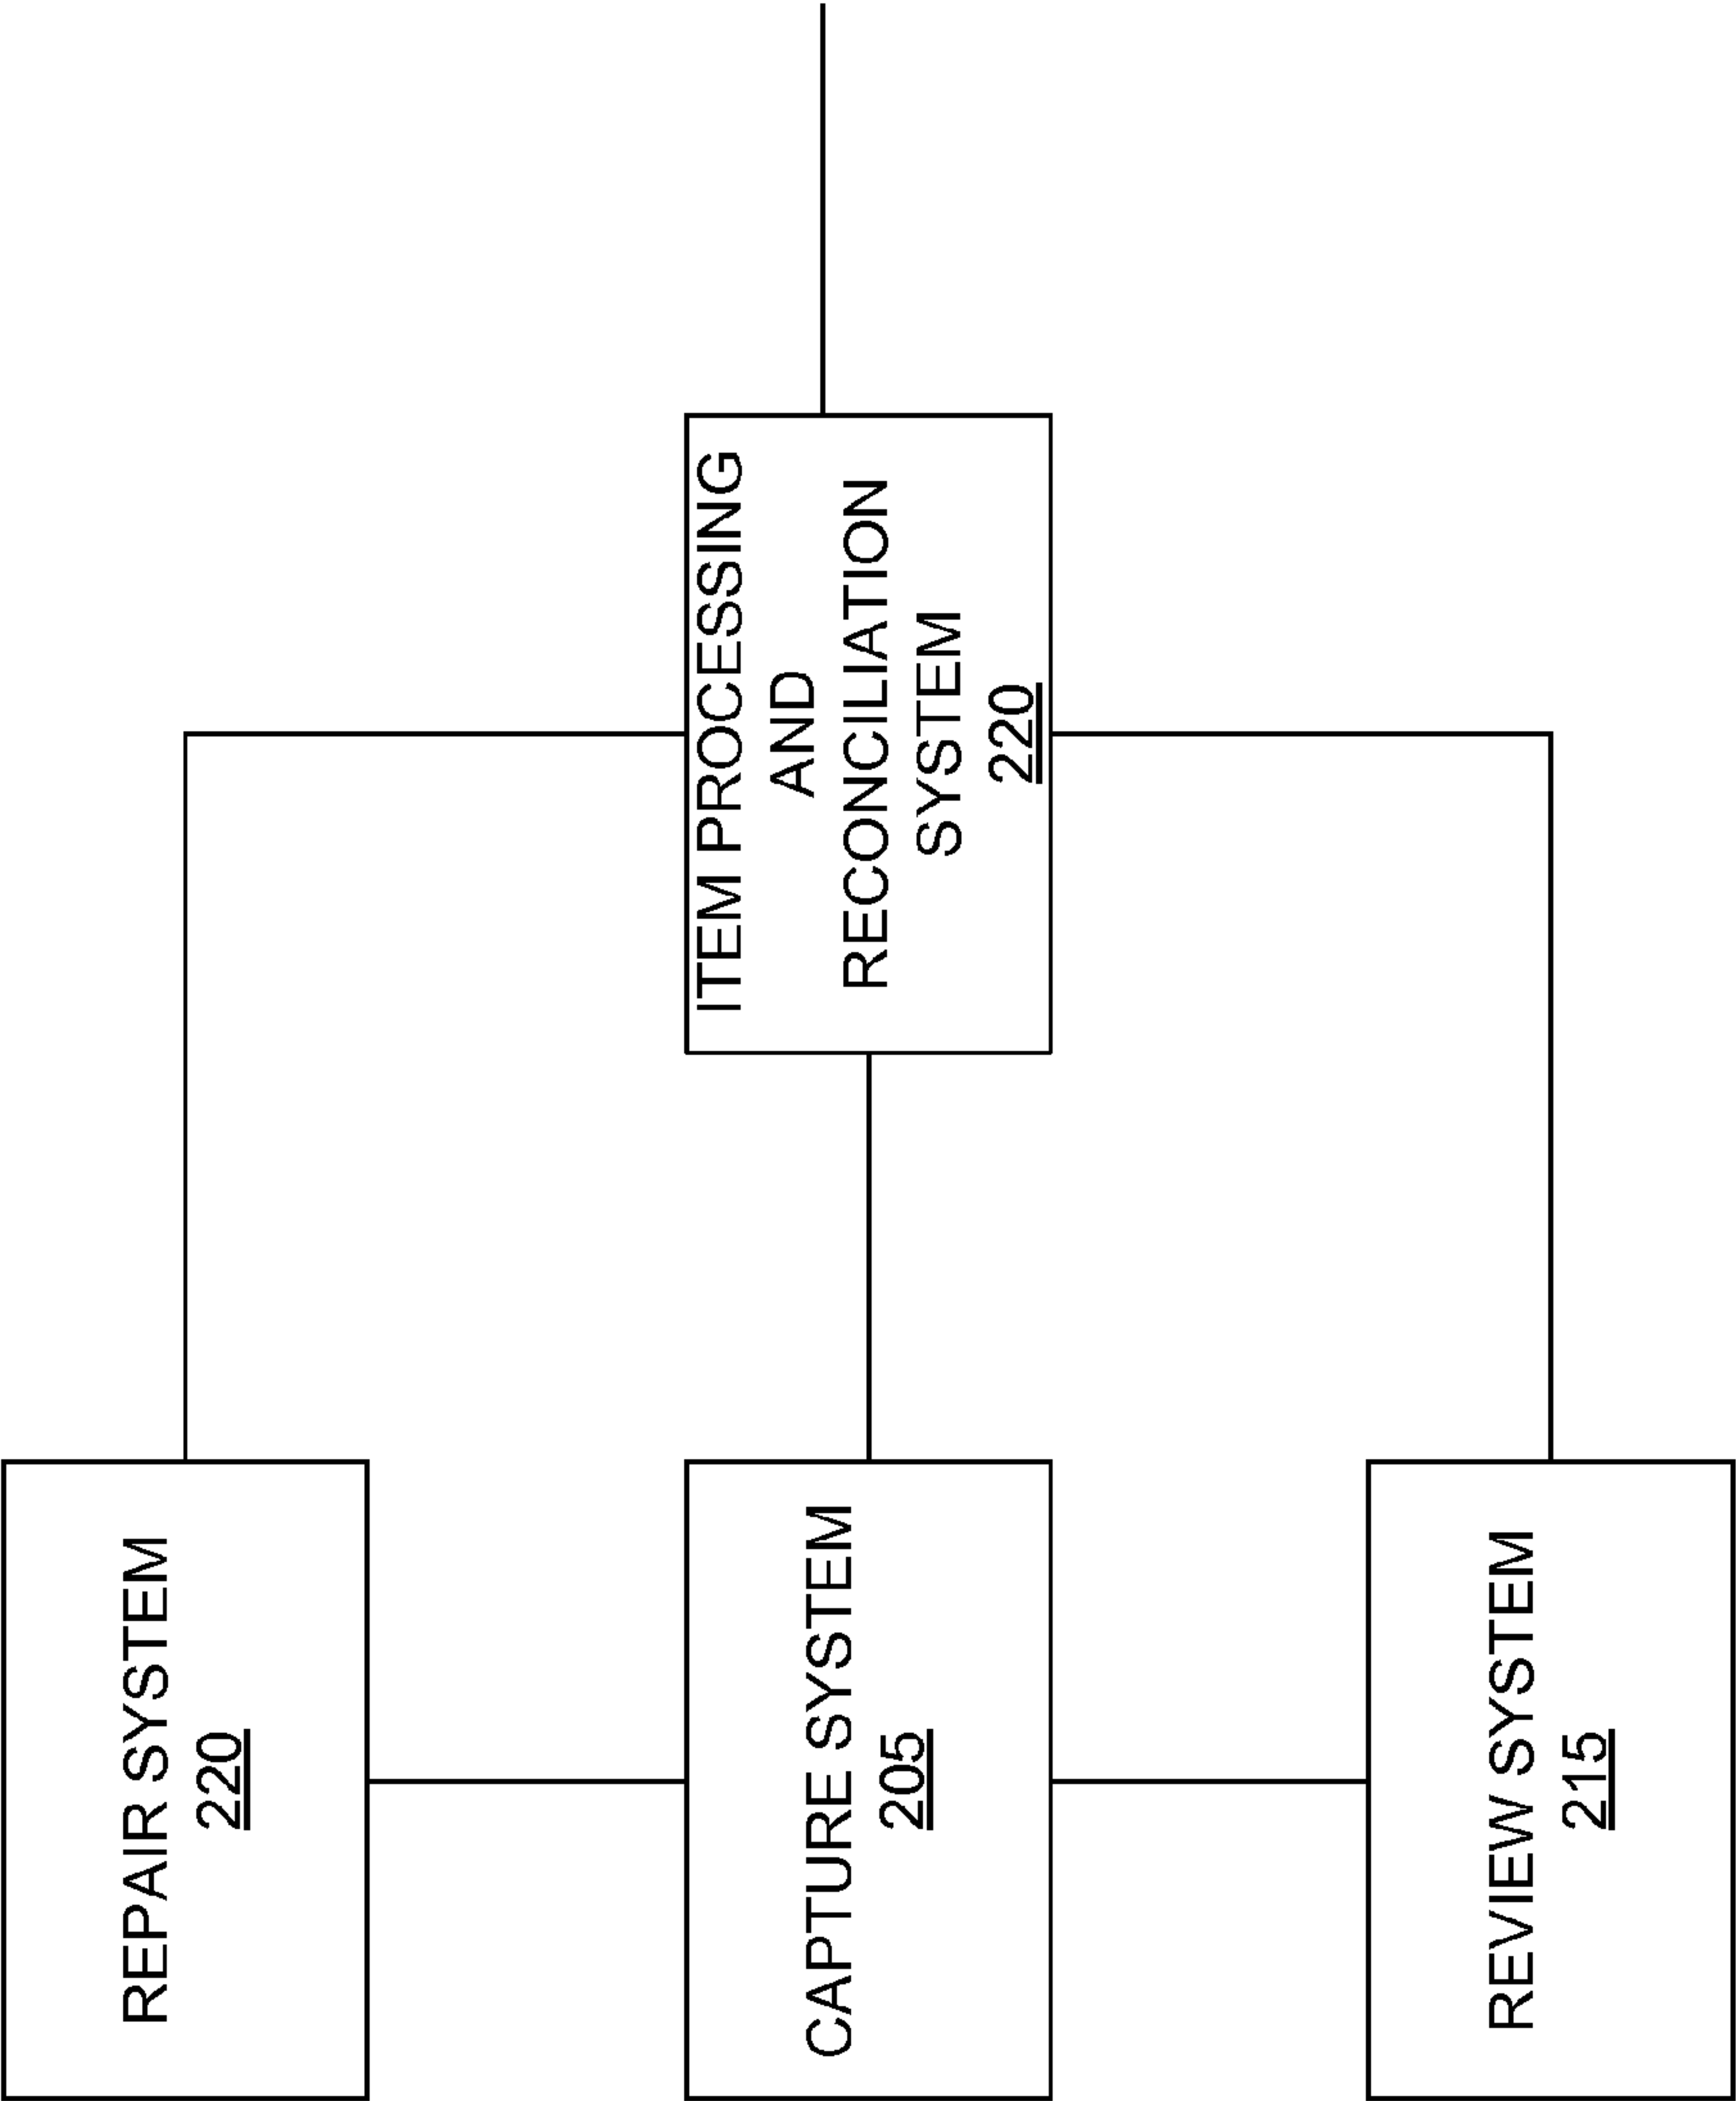 REPAIR SYSTEM
220
CAPTURE SYSTEM
205
REVIEW SYSTEM
215
ITEM PROCESSING
AND
RECONCILIATION
SYSTEM
220